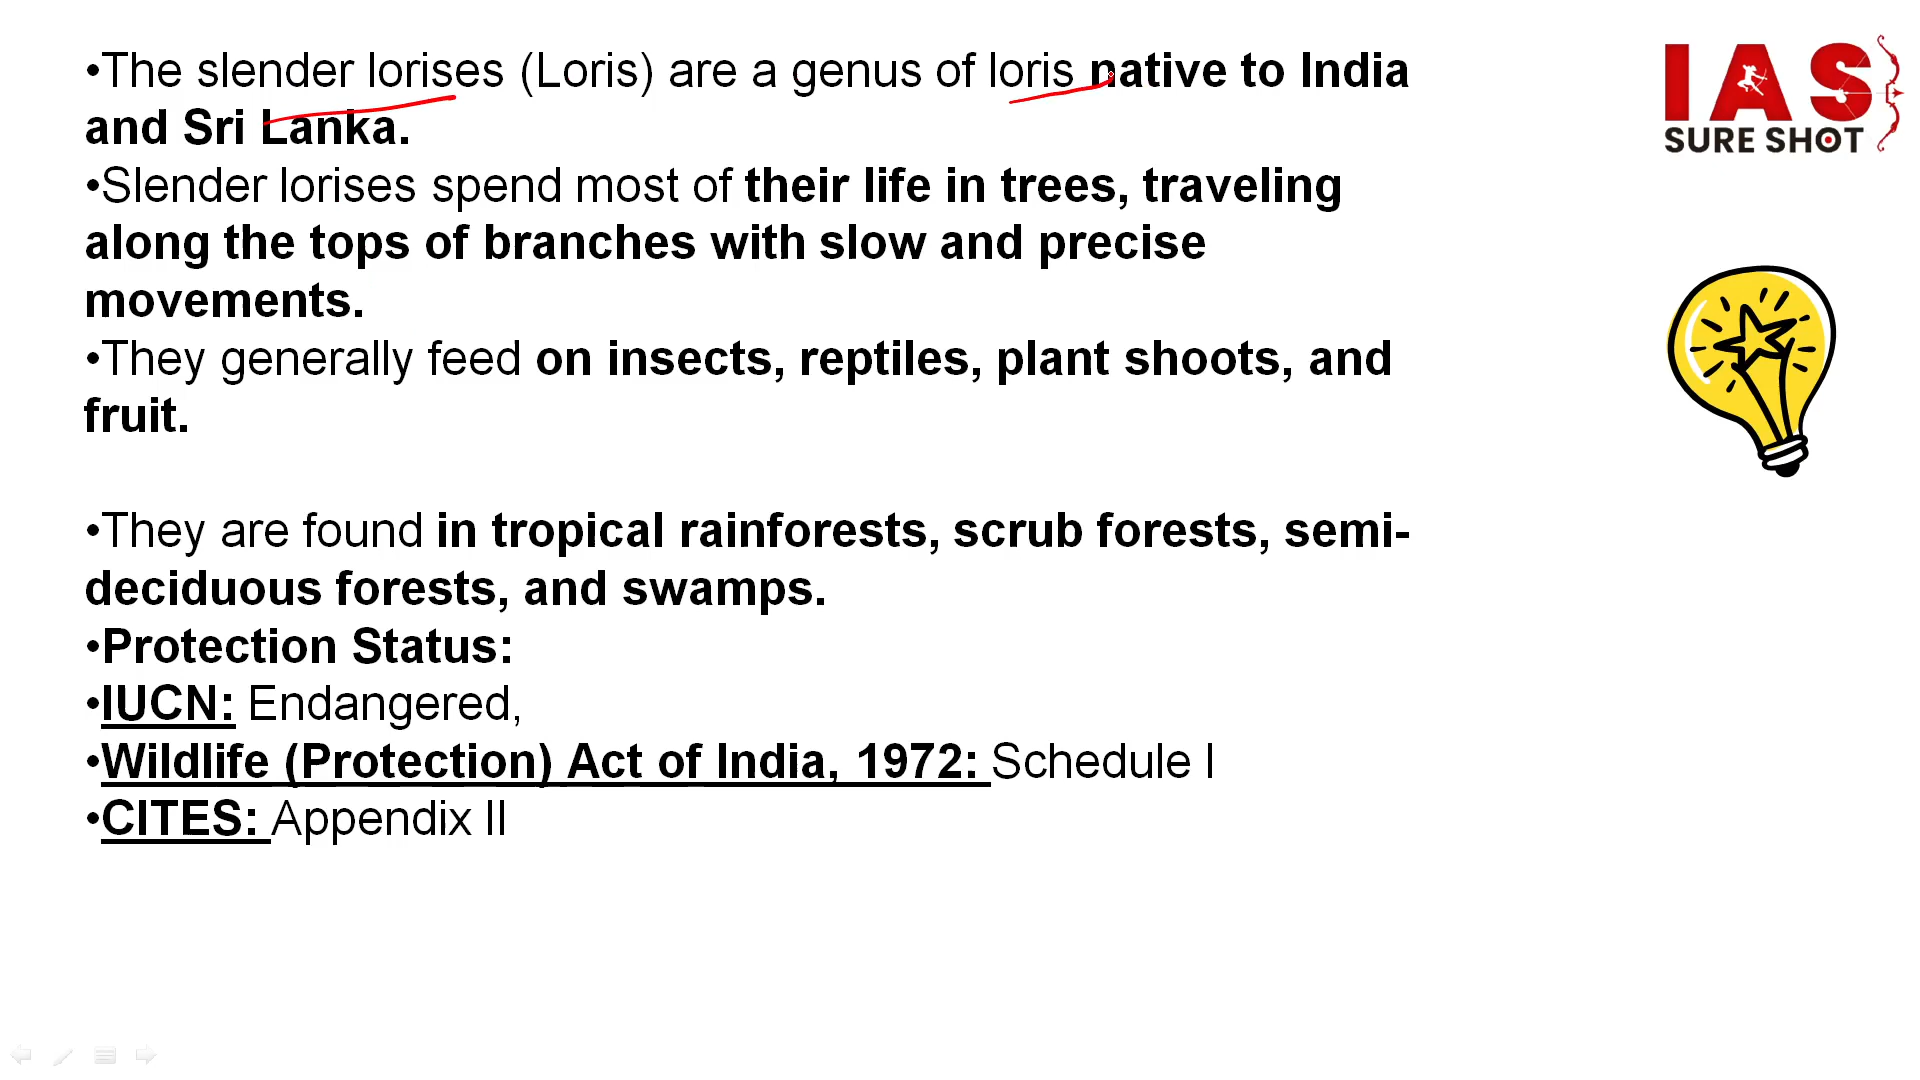 •The slender lorises (Loris) are a genus of loris native to India
and Sri Lanka.
•Slender lorises spend most of their life in trees, traveling
along the tops of branches with slow and precise
movements.
•They generally feed on insects, reptiles, plant shoots, and
fruit.
•They are found in tropical rainforests, scrub forests, semi-
deciduous forests, and swamps.
•Protection Status:
•IUCN: Endangered,
•Wildlife (Protection) Act of India, 1972: Schedule I
•CITES: Appendix II
IAS
SURE SHOT